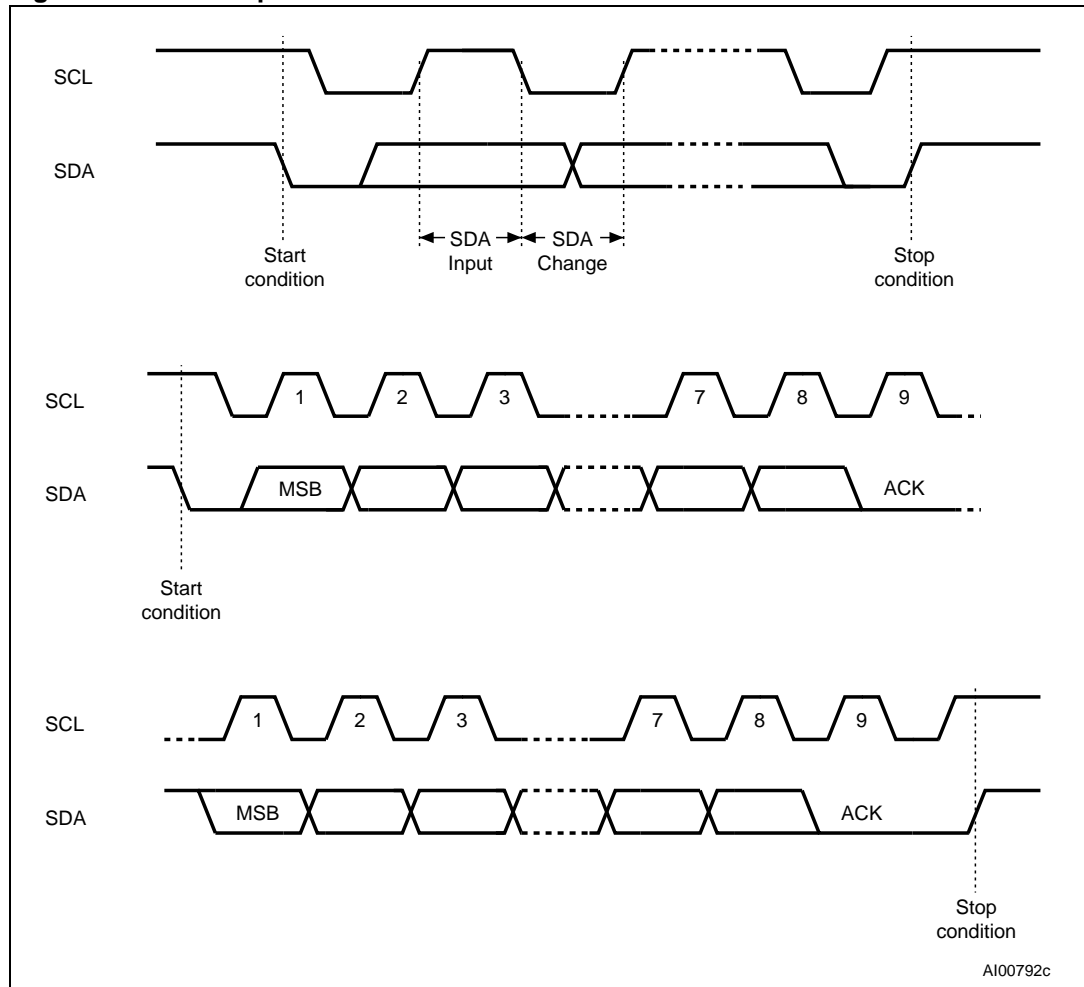 SCL
SDA
SDA Input
SDA Change
Start condition
Stop condition
SCL
1 2 3 7 8 9
SDA
MSB ACK
Start condition
SCL
1 2 3 7 8 9
SDA
MSB ACK
Stop condition
AI00792c